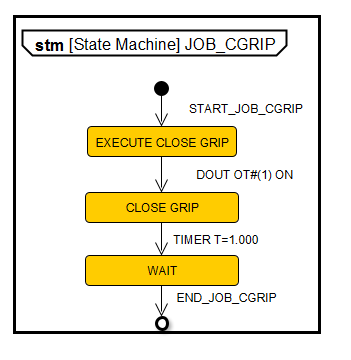 stm [State Machine] JOB_CGRIP
START_JOB_CGRIP
EXECUTE CLOSE GRIP
DOUT OT#(1) ON
CLOSE GRIP
TIMER T=1.000
WAIT
END_JOB_CGRIP